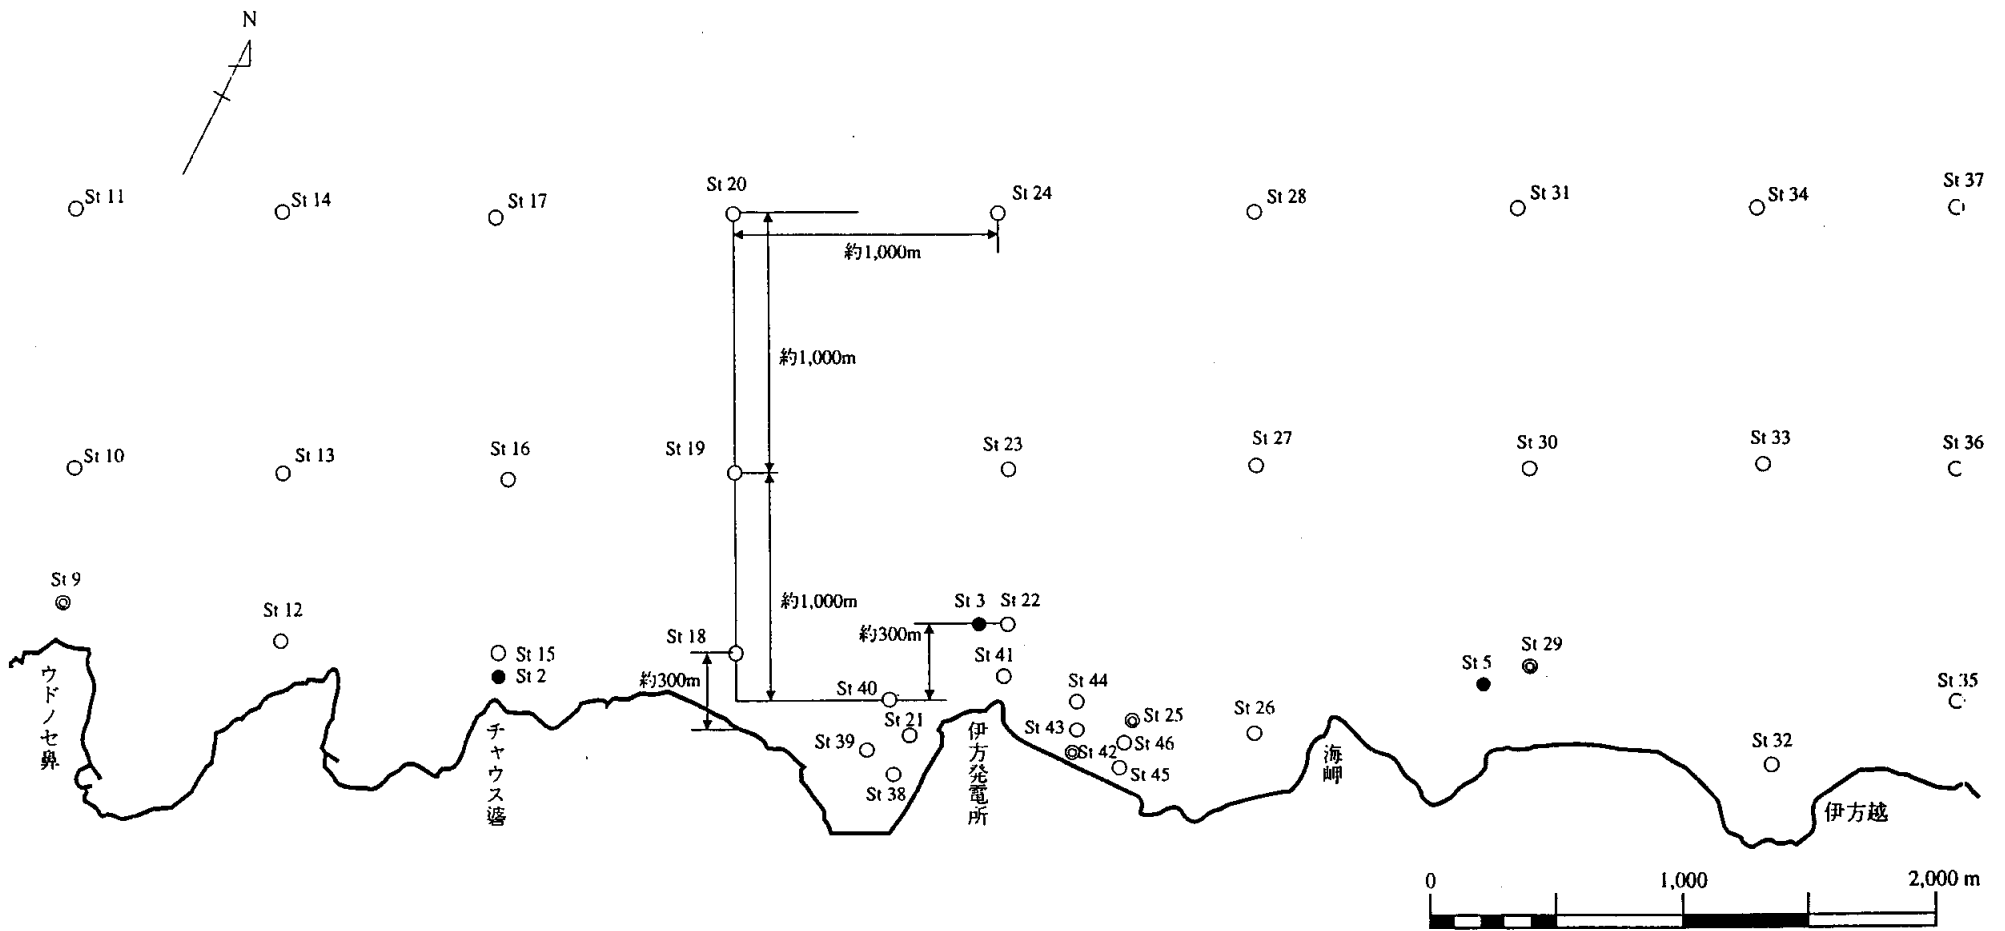 N
St 11
St 14
St 17
St 20
St 24
St 28
St 31
St 34
St 37
約1,000m
約1,000m
St 10
St 13
St 16
St 19
St 23
St 27
St 30
St 33
St 36
St 9
St 12
St 15
St 2
St 18
約300m
約1,000m
St 3
St 22
約300m
St 41
St 40
St 21
St 39
St 38
St 44
St 43
St 42
St 25
St 46
St 45
St 26
St 5
St 29
St 32
St 35
ウドノセ鼻
チャウス碆
伊方発電所
海岬
伊方越
0
1,000
2,000 m